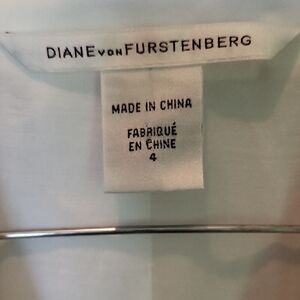 DIANE VON FURSTENBERG
MADE IN CHINA
FABRIQUÉ
EN CHINE
4